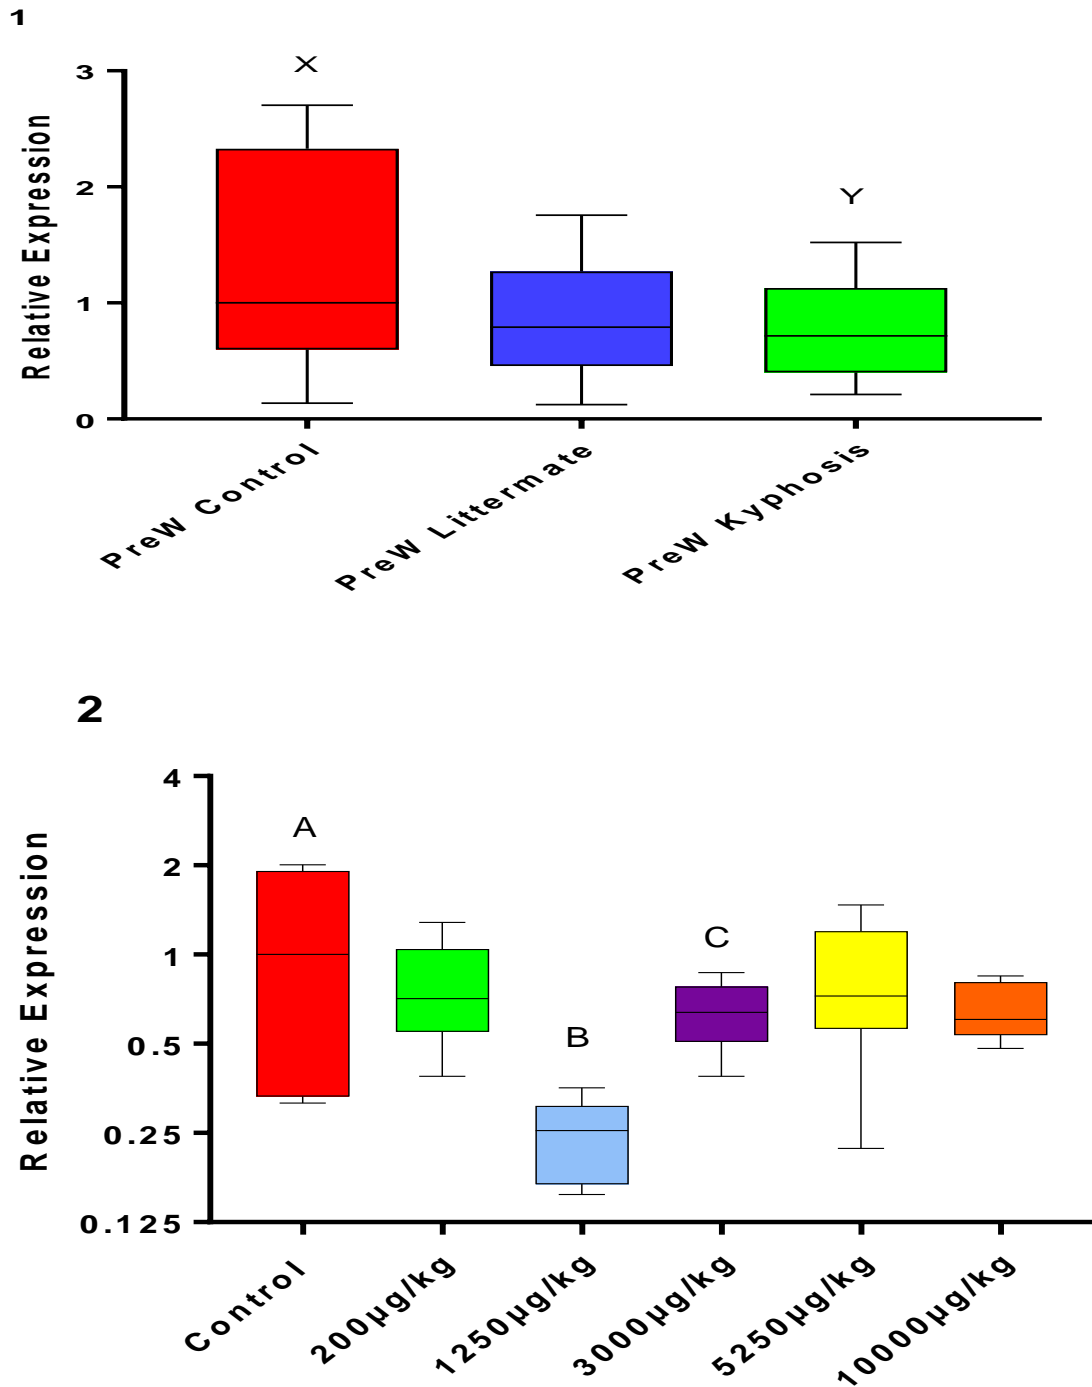 1
Relative Expression
3
2
1
0
X
Y
PreW Control
PreW Littermate
PreW Kyphosis
2
Relative Expression
4
2
1
0.5
0.25
0.125
A
B
C
Control
200µg/kg
1250µg/kg
3000µg/kg
5250µg/kg
10000µg/kg